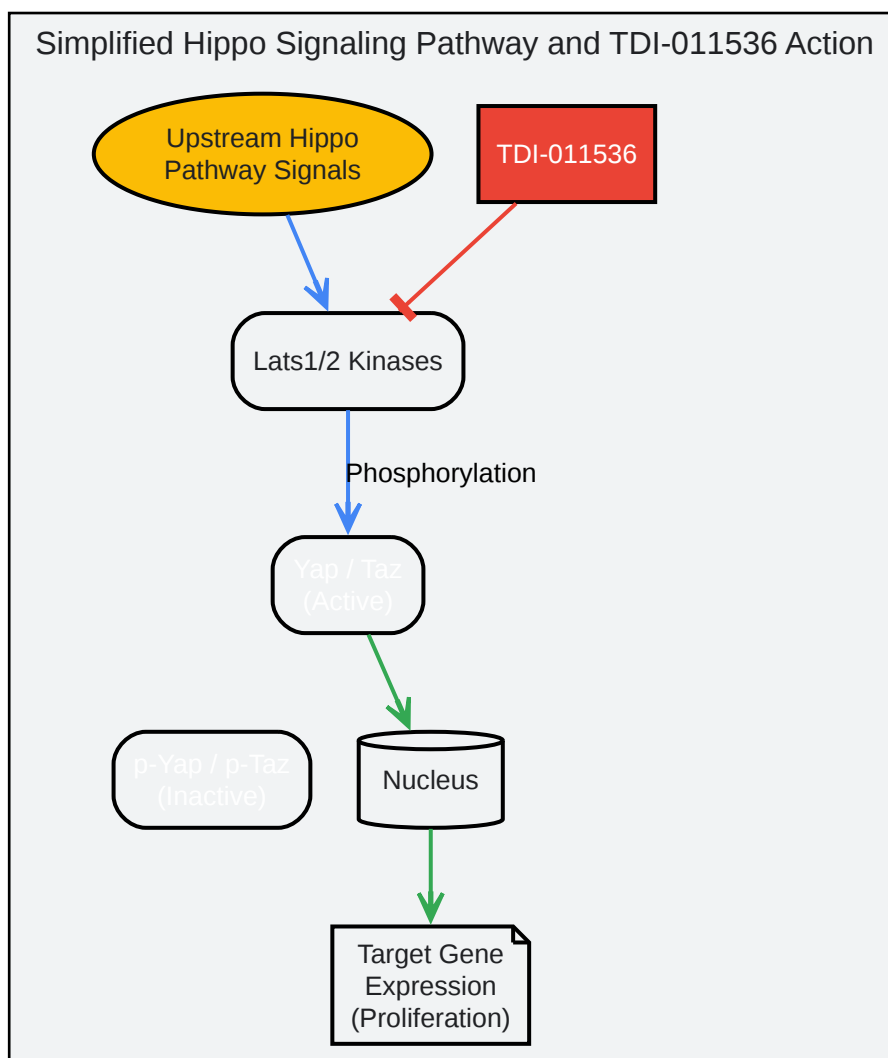 Simplified Hippo Signaling Pathway and TDI-011536 Action
Upstream Hippo
Pathway Signals
TDI-011536
Lats1/2 Kinases
Phosphorylation
Yap / Taz
(Active)
p-Yap / p-Taz
(Inactive)
Nucleus
Target Gene
Expression
(Proliferation)